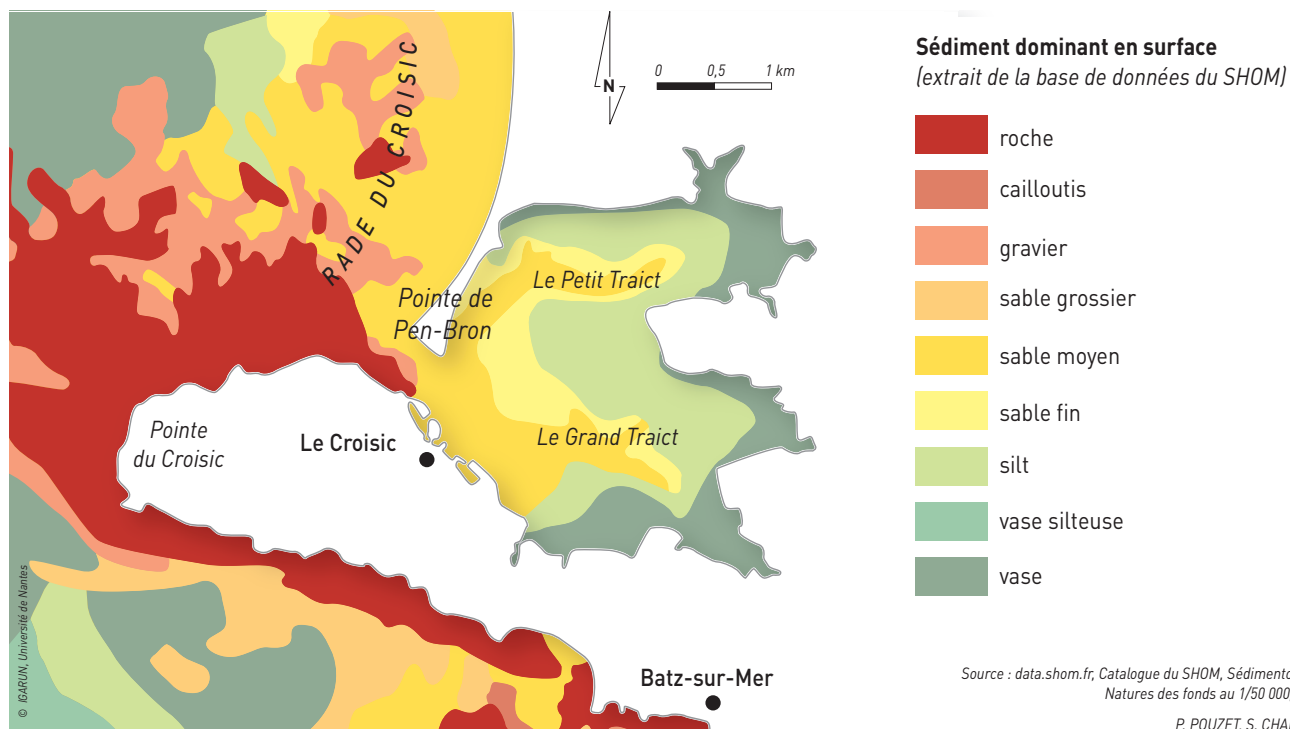 RADE DU CROISIC
N
0 0,5 1 km
Le Petit Traict
Pointe de
Pen-Bron
Le Grand Traict
Pointe
du Croisic
Le Croisic
Batz-sur-Mer
© IGARUN, Université de Nantes
Sédiment dominant en surface
(extrait de la base de données du SHOM)
roche
cailloutis
gravier
sable grossier
sable moyen
sable fin
silt
vase silteuse
vase
Source : data.shom.fr, Catalogue du SHOM,
Natures des fonds au 1/50 000
P. POUZET, S.